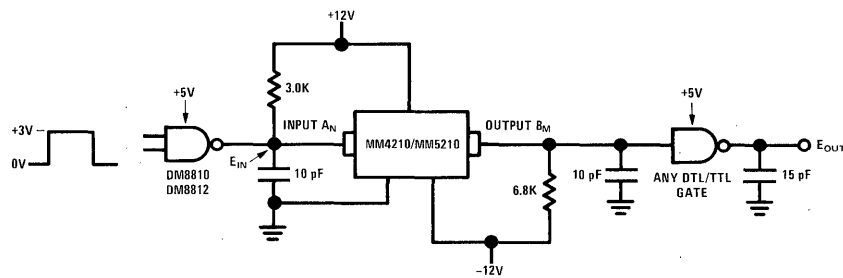 +12V
+5V
3.0K
+5V
+3V
INPUT A_N
MM4210/MM5210
OUTPUT B_M
0V
E_IN
E_OUT
DM8810
DM8812
10 pF
10 pF
ANY DTL/TTL
GATE
15 pF
6.8K
-12V